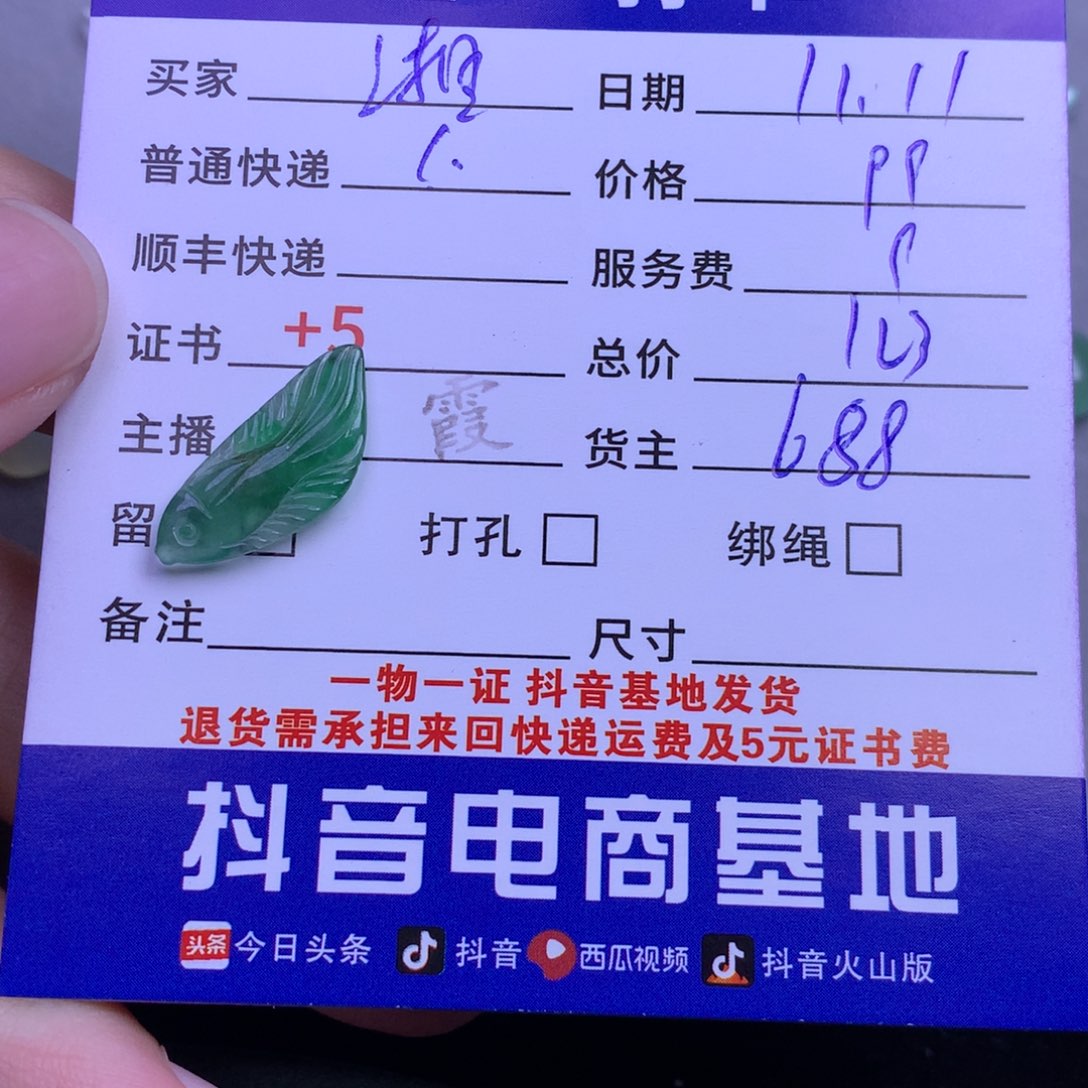 买家 日期 11.11
普通快递 价格
顺丰快递 服务费
证书 +5 总价
主播 霞 货主 688
留 打孔 绑绳
备注 尺寸
一物一证 抖音基地发货
退货需承担来回快递运费及5元证书费
抖音电商基地
头条 今日头条 抖音 西瓜视频 抖音火山版